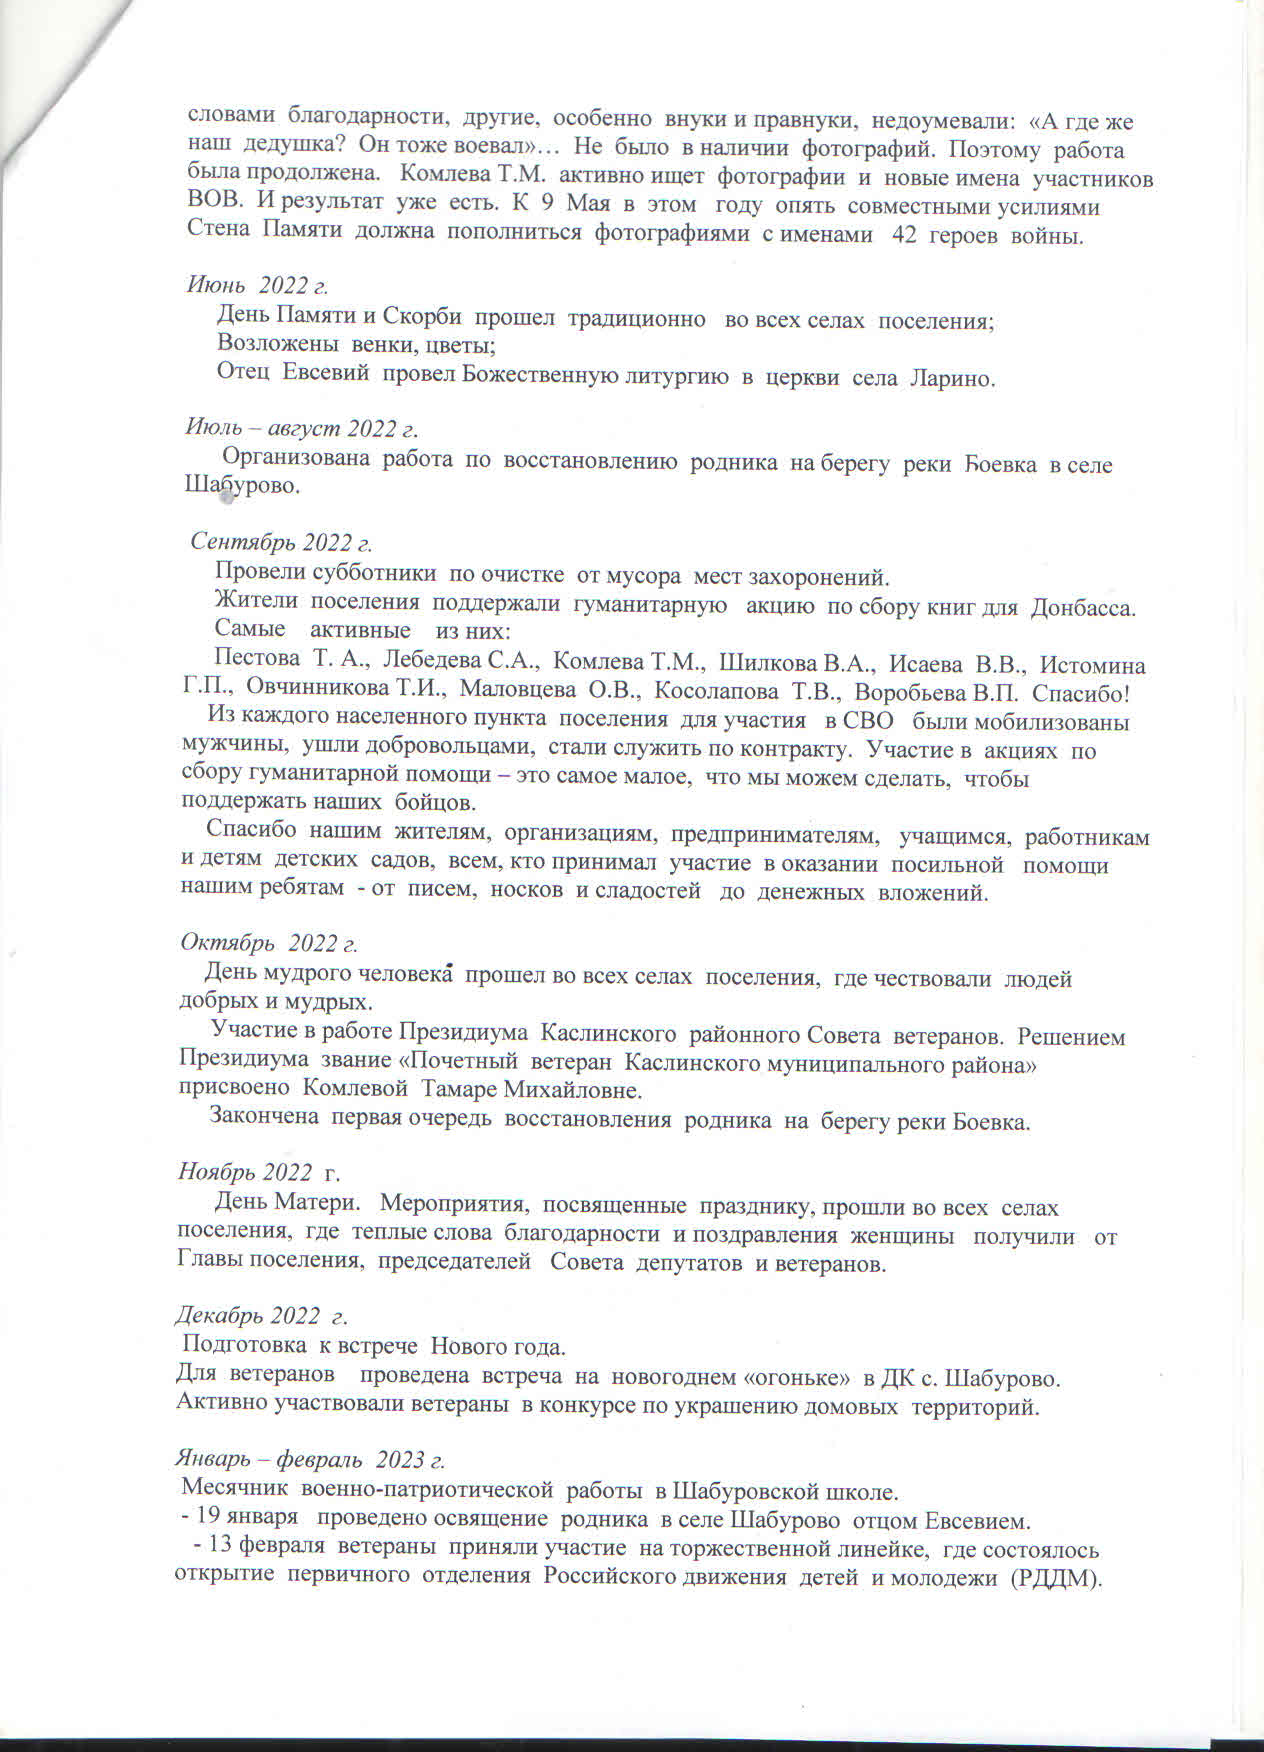 словами благодарности, другие, особенно внуки и правнуки, недоумевали: «А где же
наш дедушка? Он тоже воевал»… Не было в наличии фотографий. Поэтому работа
была продолжена. Комлева Т.М. активно ищет фотографии и новые имена участников
ВОВ. И результат уже есть. К 9 Мая в этом году опять совместными усилиями
Стена Памяти должна пополниться фотографиями с именами 42 героев войны.
Июнь 2022 г.
День Памяти и Скорби прошел традиционно во всех селах поселения;
Возложены венки, цветы;
Отец Евсевий провел Божественную литургию в церкви села Ларино.
Июль – август 2022 г.
Организована работа по восстановлению родника на берегу реки Боевка в селе
Шабурово.
Сентябрь 2022 г.
Провели субботники по очистке от мусора мест захоронений.
Жители поселения поддержали гуманитарную акцию по сбору книг для Донбасса.
Самые активные из них:
Пестова Т. А., Лебедева С.А., Комлева Т.М., Шилкова В.А., Исаева В.В., Истомина
Г.П., Овчинникова Т.И., Маловцева О.В., Косолапова Т.В., Воробьева В.П. Спасибо!
Из каждого населенного пункта поселения для участия в СВО были мобилизованы
мужчины, ушли добровольцами, стали служить по контракту. Участие в акциях по
сбору гуманитарной помощи – это самое малое, что мы можем сделать, чтобы
поддержать наших бойцов.
Спасибо нашим жителям, организациям, предпринимателям, учащимся, работникам
и детям детских садов, всем, кто принимал участие в оказании посильной помощи
нашим ребятам - от писем, носков и сладостей до денежных вложений.
Октябрь 2022 г.
День мудрого человека прошел во всех селах поселения, где чествовали людей
добрых и мудрых.
Участие в работе Президиума Каслинского районного Совета ветеранов. Решением
Президиума звание «Почетный ветеран Каслинского муниципального района»
присвоено Комлевой Тамаре Михайловне.
Закончена первая очередь восстановления родника на берегу реки Боевка.
Ноябрь 2022 г.
День Матери. Мероприятия, посвященные празднику, прошли во всех селах
поселения, где теплые слова благодарности и поздравления женщины получили от
Главы поселения, председателей Совета депутатов и ветеранов.
Декабрь 2022 г.
Подготовка к встрече Нового года.
Для ветеранов проведена встреча на новогоднем «огоньке» в ДК с. Шабурово.
Активно участвовали ветераны в конкурсе по украшению домовых территорий.
Январь – февраль 2023 г.
Месячник военно-патриотической работы в Шабуровской школе.
- 19 января проведено освящение родника в селе Шабурово отцом Евсевием.
- 13 февраля ветераны приняли участие на торжественной линейке, где состоялось
открытие первичного отделения Российского движения детей и молодежи (РДДМ).